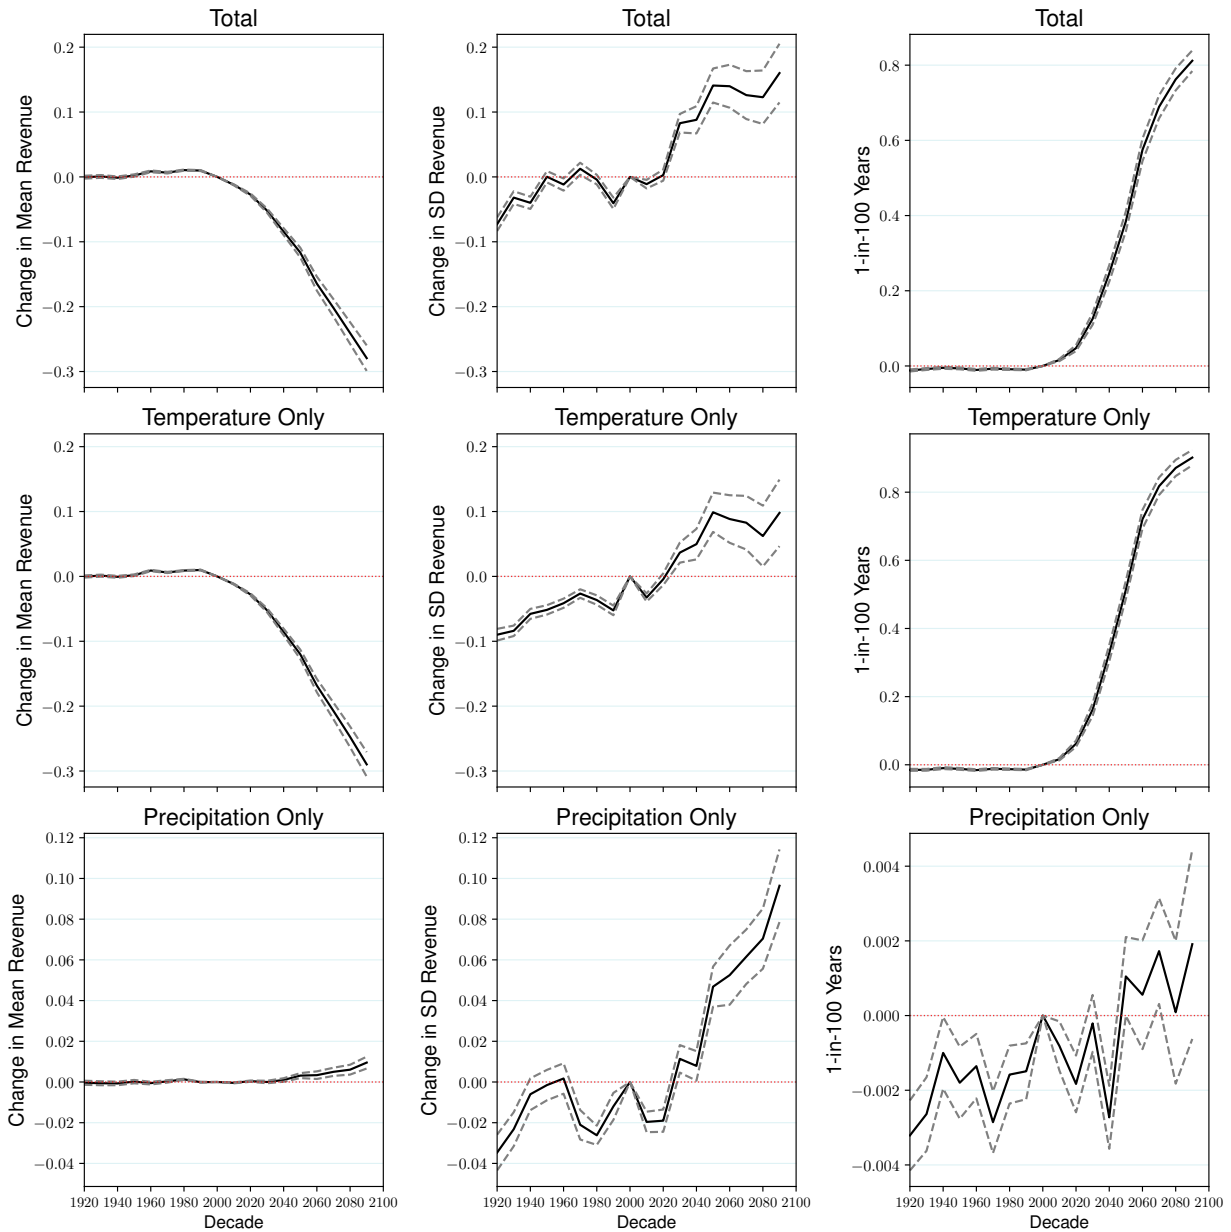 Total
Total
Total
Change in Mean Revenue
0.2
0.1
0.0
−0.1
−0.2
−0.3
Change in SD Revenue
0.2
0.1
0.0
−0.1
−0.2
−0.3
1-in-100 Years
0.8
0.6
0.4
0.2
0.0
Temperature Only
Temperature Only
Temperature Only
Change in Mean Revenue
0.2
0.1
0.0
−0.1
−0.2
−0.3
Change in SD Revenue
0.2
0.1
0.0
−0.1
−0.2
−0.3
1-in-100 Years
0.8
0.6
0.4
0.2
0.0
Precipitation Only
Precipitation Only
Precipitation Only
Change in Mean Revenue
0.12
0.10
0.08
0.06
0.04
0.02
0.00
−0.02
−0.04
1920 1940 1960 1980 2000 2020 2040 2060 2080 2100
Decade
Change in SD Revenue
0.12
0.10
0.08
0.06
0.04
0.02
0.00
−0.02
−0.04
1920 1940 1960 1980 2000 2020 2040 2060 2080 2100
Decade
1-in-100 Years
0.004
0.002
0.000
−0.002
−0.004
1920 1940 1960 1980 2000 2020 2040 2060 2080 2100
Decade